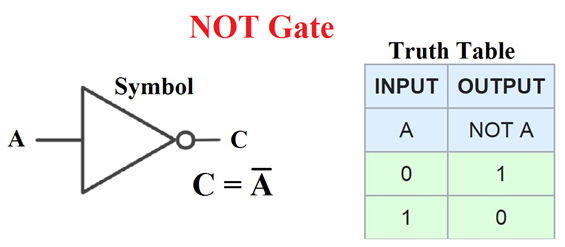 NOT Gate
Symbol
A
C
C = A̅
Truth Table
INPUT OUTPUT
A NOT A
0 1
1 0